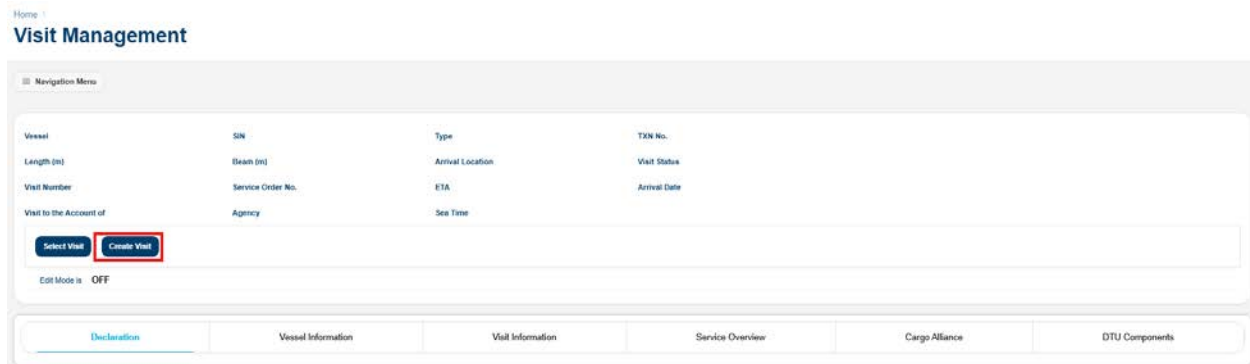 Home \
Visit Management
Navigation Menu
Vessel SIN Type TXN No.
Length (m) Beam (m) Arrival Location Visit Status
Visit Number Service Order No. ETA Arrival Date
Visit to the Account of Agency Sea Time
Select Visit Create Visit
Edit Mode is OFF
Declaration Vessel Information Visit Information Service Overview Cargo Alliance DTU Components